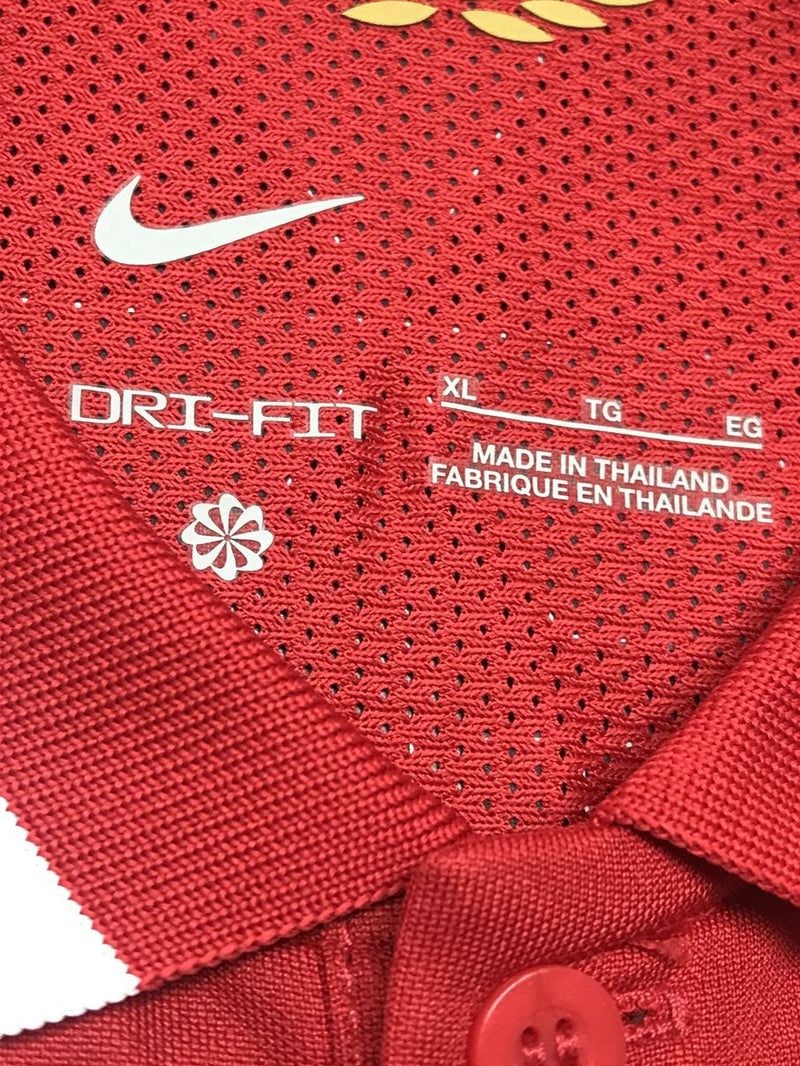 DRI-FIT
XL TG EG
MADE IN THAILAND
FABRIQUE EN THAILANDE